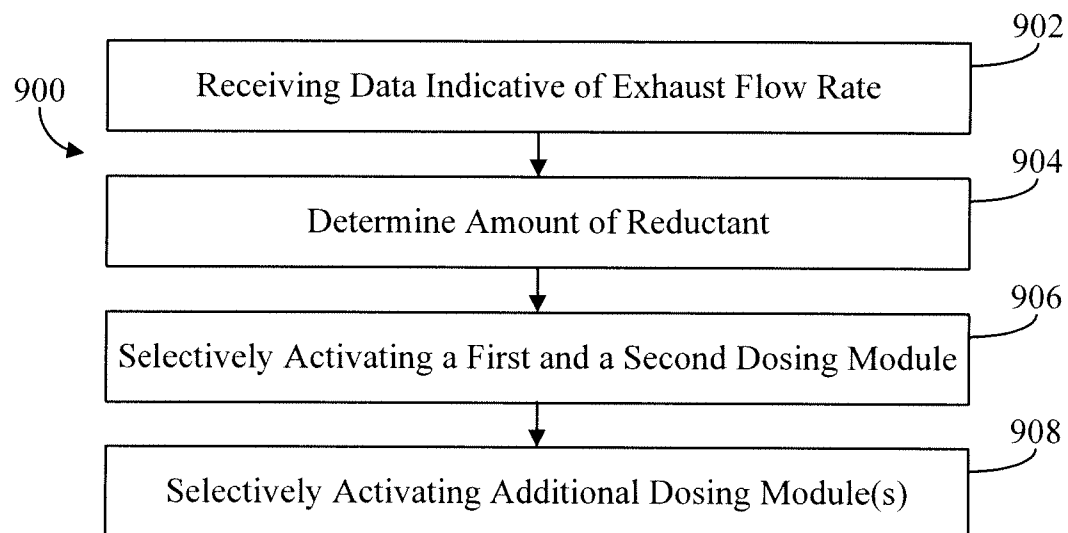 902
Receiving Data Indicative of Exhaust Flow Rate
900
904
Determine Amount of Reductant
906
Selectively Activating a First and a Second Dosing Module
908
Selectively Activating Additional Dosing Module(s)